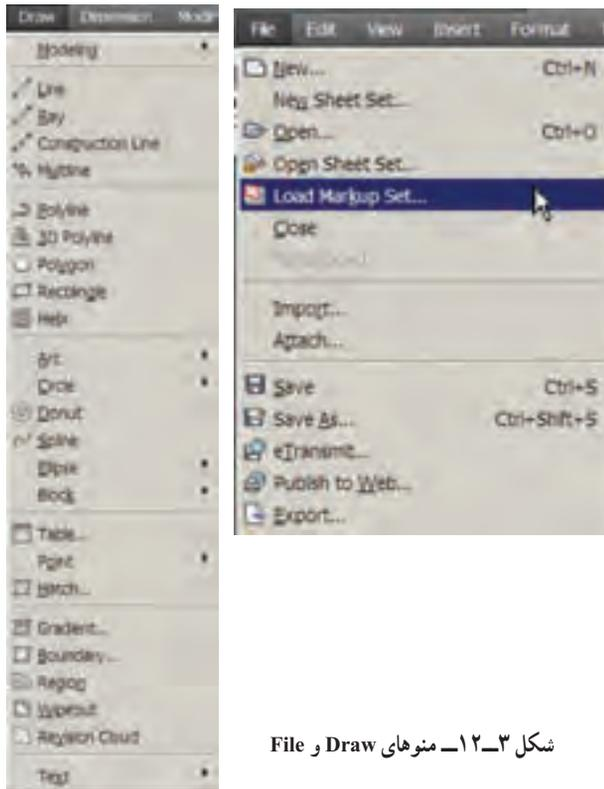 Draw Dimension Modify
Modeling
Line
Ray
Construction Line
Multiline
Polyline
3D Polyline
Polygon
Rectangle
Helix
Arc
Circle
Donut
Spline
Ellipse
Block
Table...
Point
Hatch...
Gradient...
Boundary...
Region
Wipeout
Revision Cloud
Text
File Edit View Insert Format
New... Ctrl+N
New Sheet Set...
Open... Ctrl+O
Open Sheet Set...
Load Markup Set...
Close
Import...
Attach...
Save Ctrl+S
Save As... Ctrl+Shift+S
eTransmit...
Publish to Web...
Export...
شکل ۳ــ۱۲ــ منوهای Draw و File